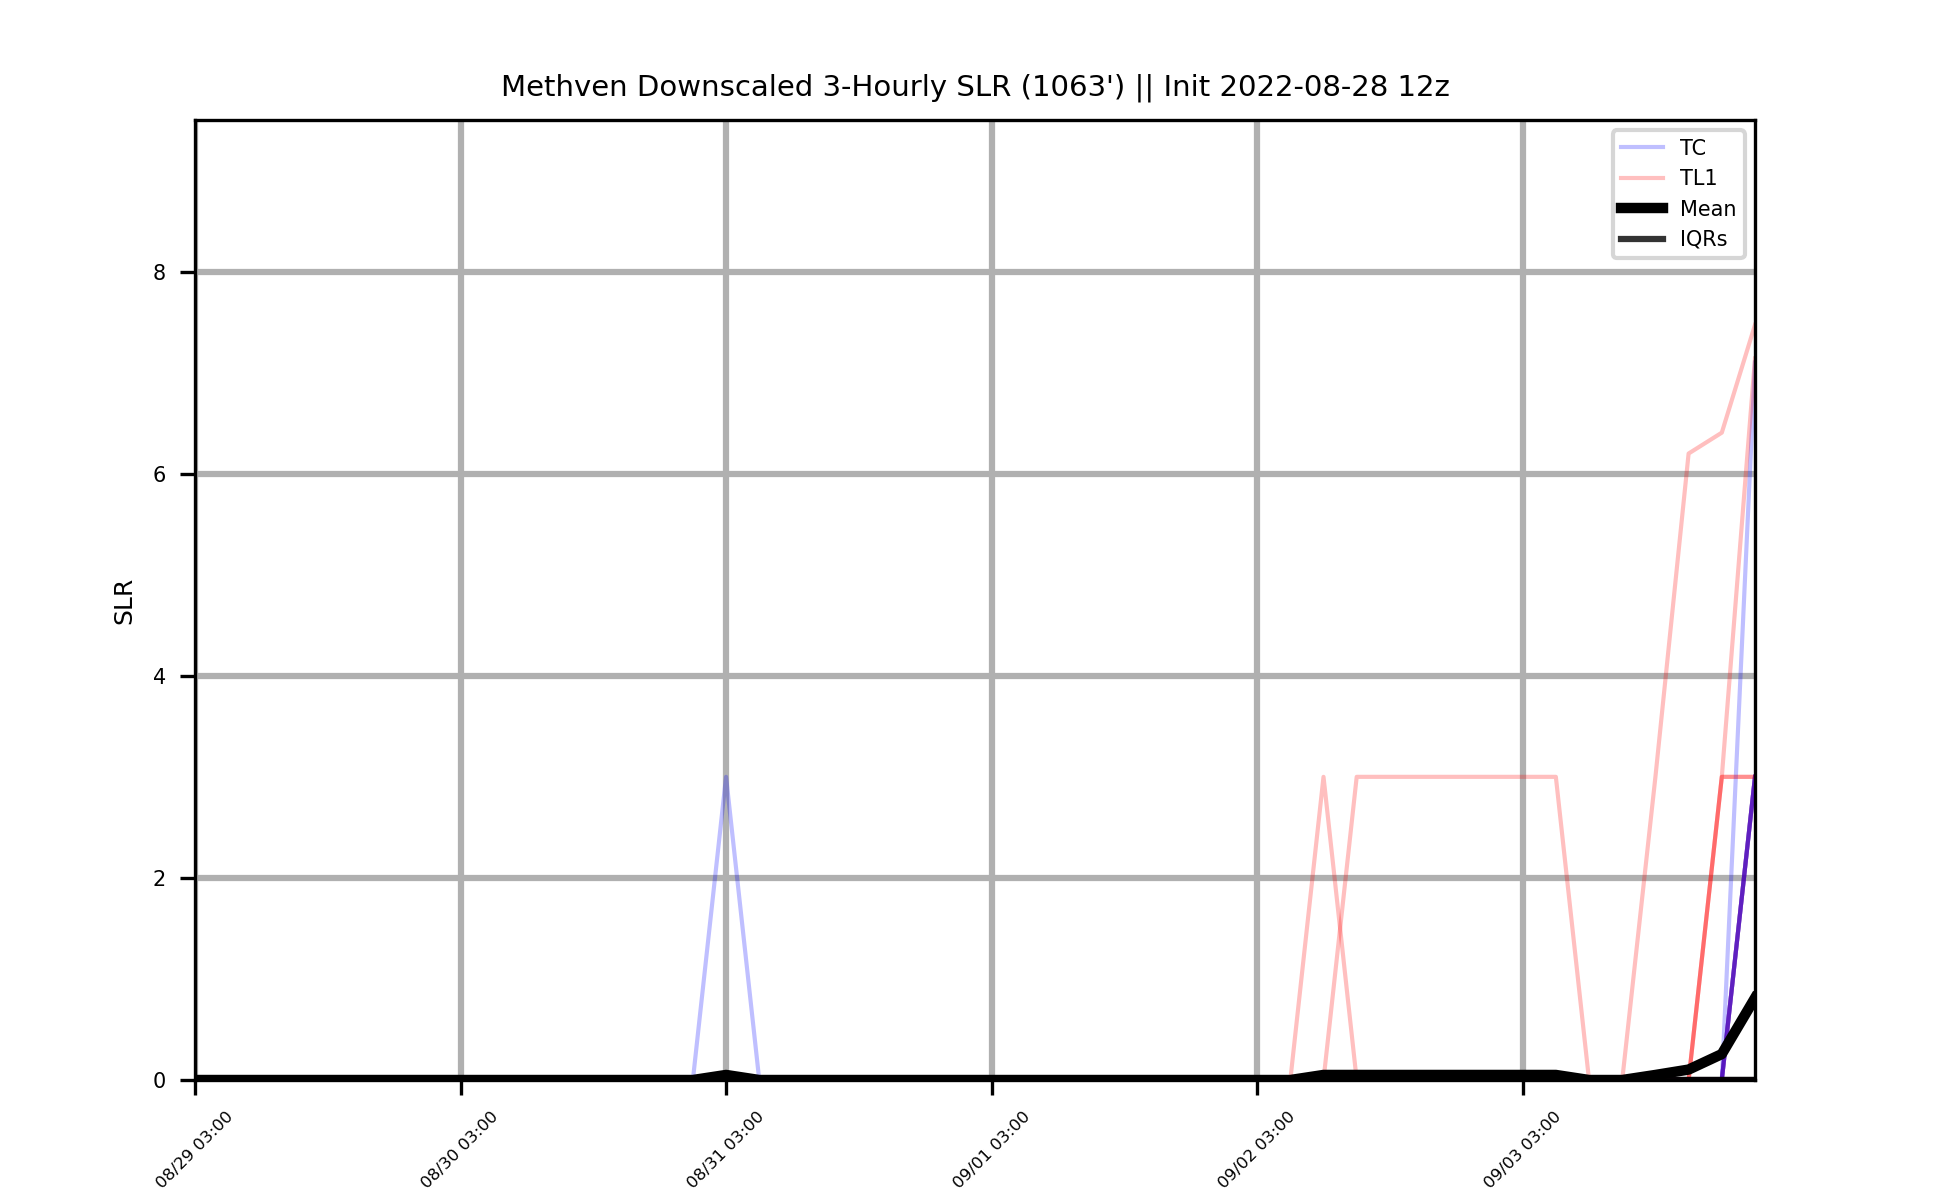 Methven Downscaled 3-Hourly SLR (1063') || Init 2022-08-28 12z
TC
TL1
Mean
IQRs
8
6
4
2
0
SLR
08/29 03:00
08/30 03:00
08/31 03:00
09/01 03:00
09/02 03:00
09/03 03:00